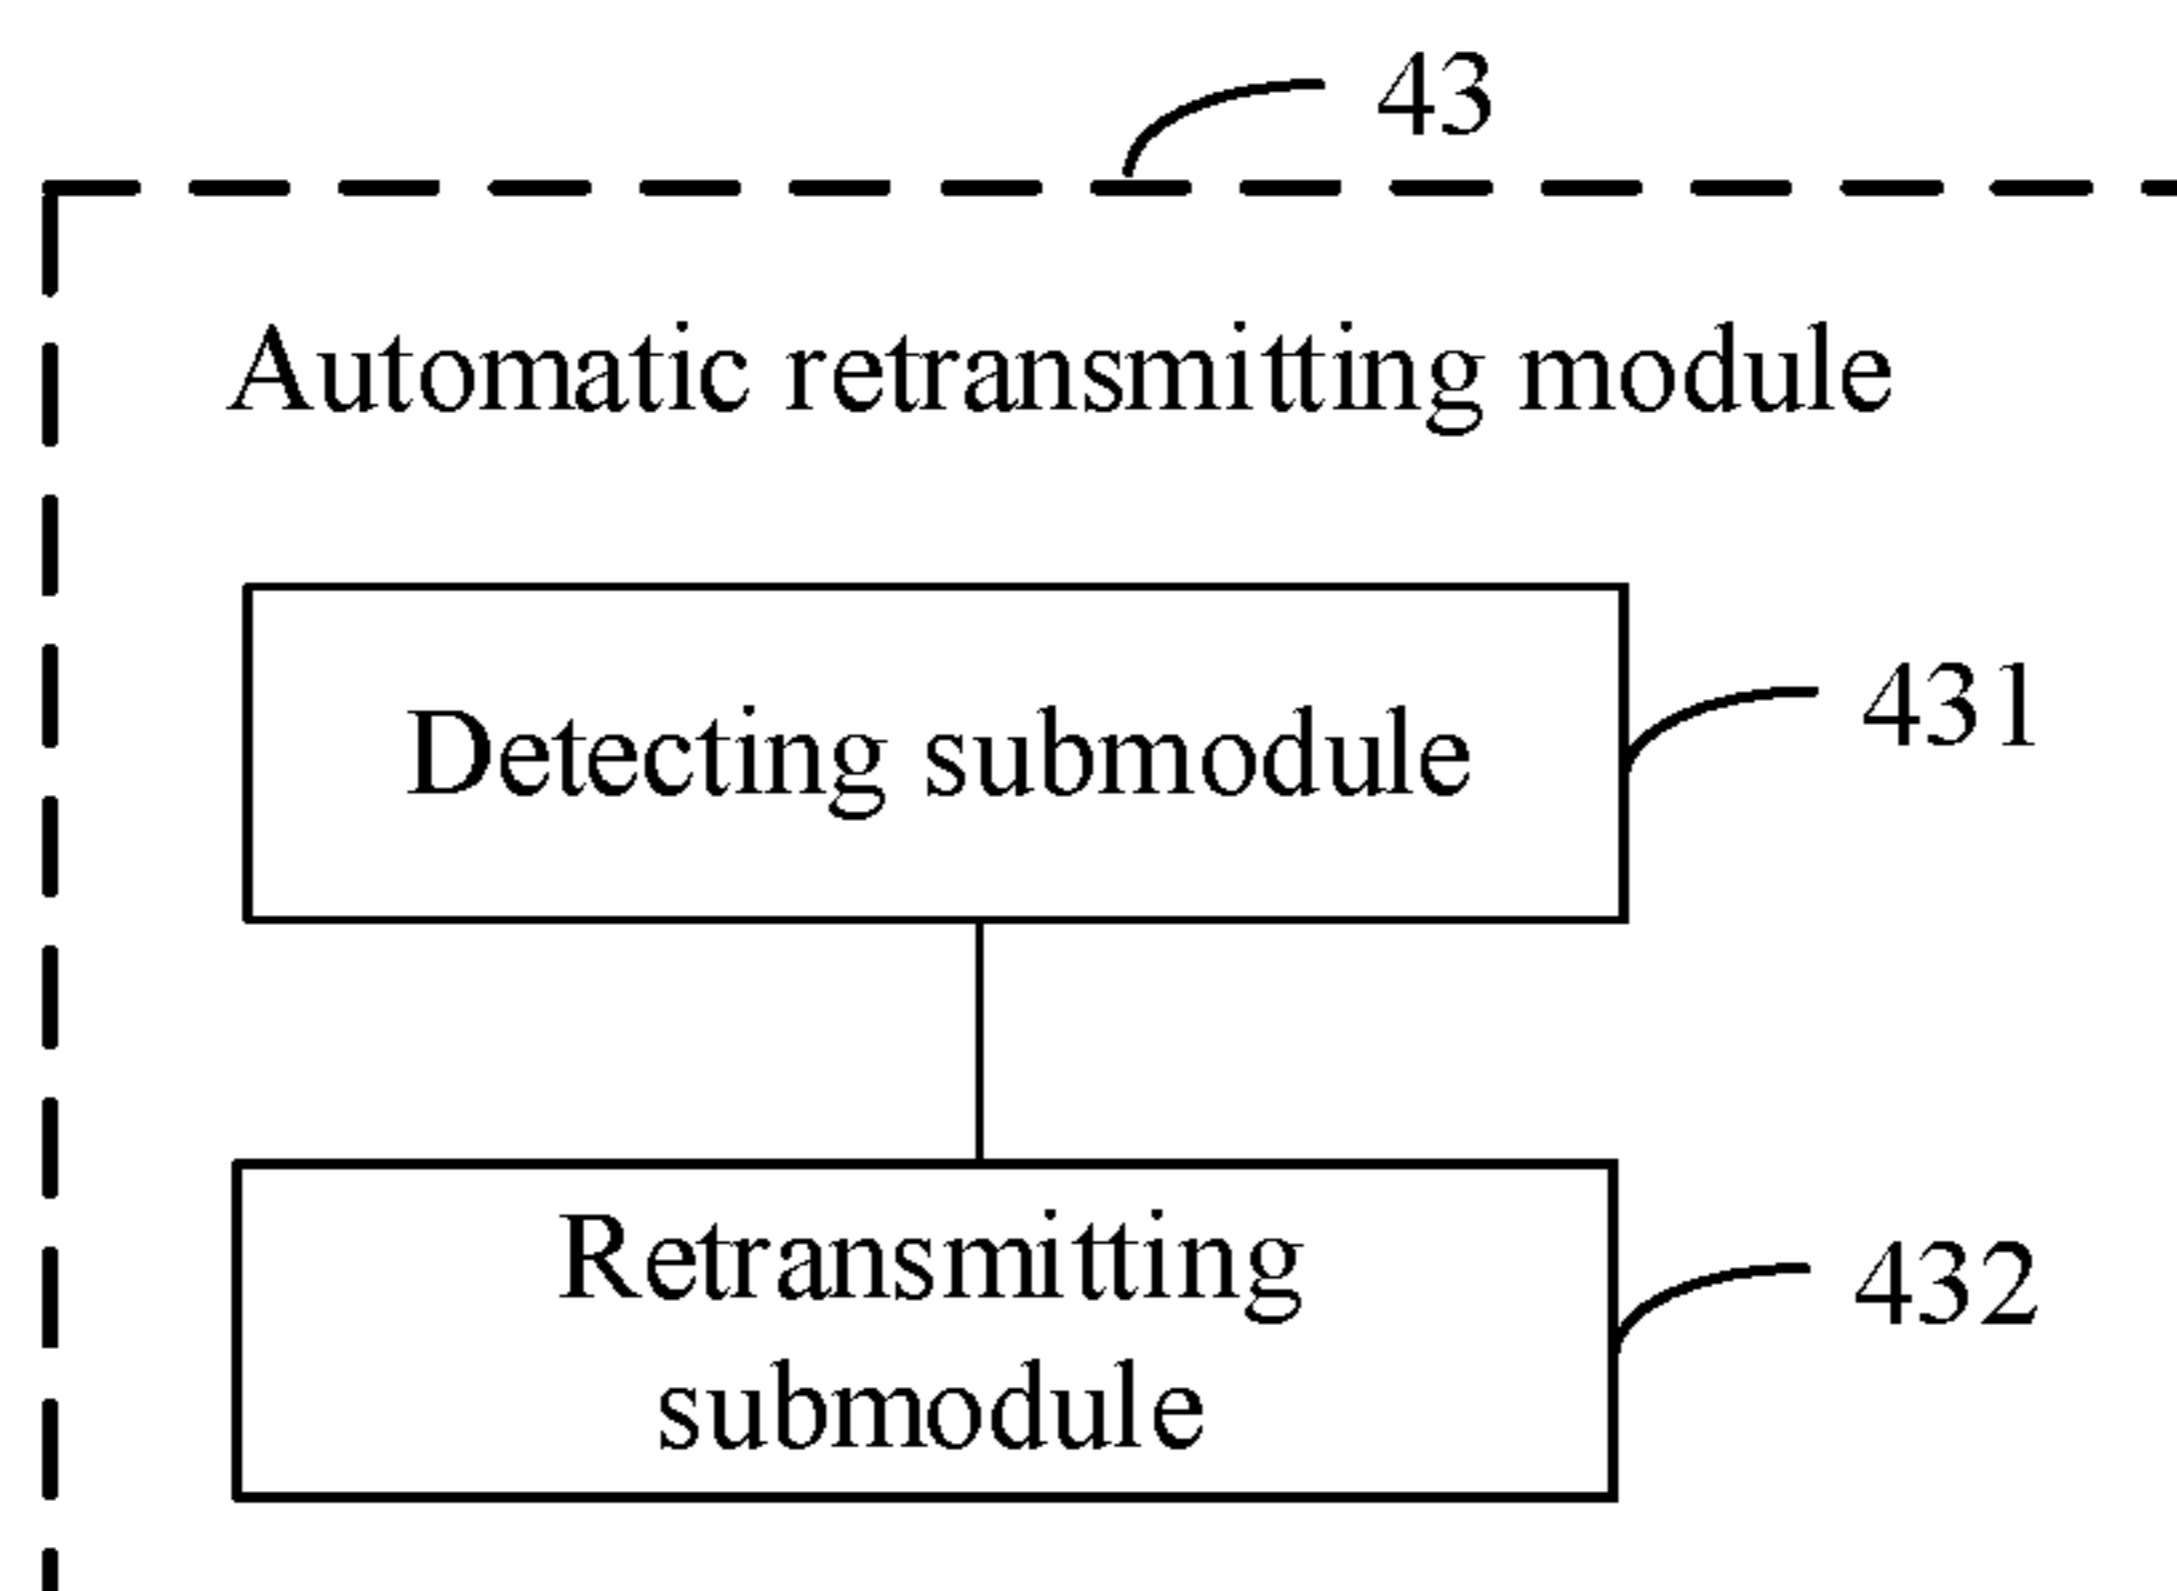 43
Automatic retransmitting module
Detecting submodule
431
Retransmitting
submodule
432